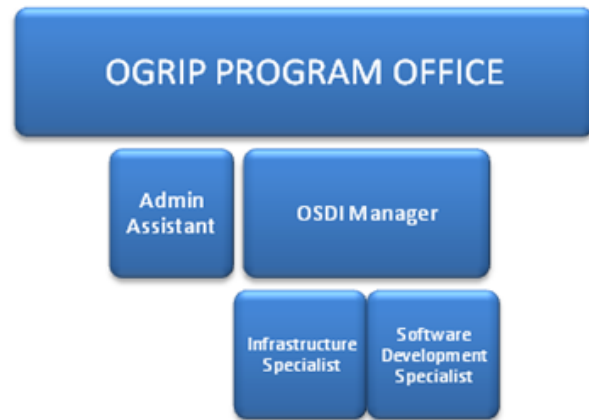 OGRIP PROGRAM OFFICE
Admin
Assistant
OSDI Manager
Infrastructure
Specialist
Software
Development
Specialist